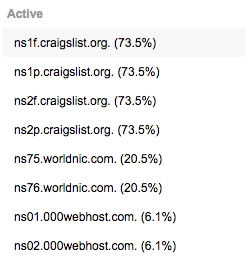 Active
ns1f.craigslist.org. (73.5%)
ns1p.craigslist.org. (73.5%)
ns2f.craigslist.org. (73.5%)
ns2p.craigslist.org. (73.5%)
ns75.worldnic.com. (20.5%)
ns76.worldnic.com. (20.5%)
ns01.000webhost.com. (6.1%)
ns02.000webhost.com. (6.1%)